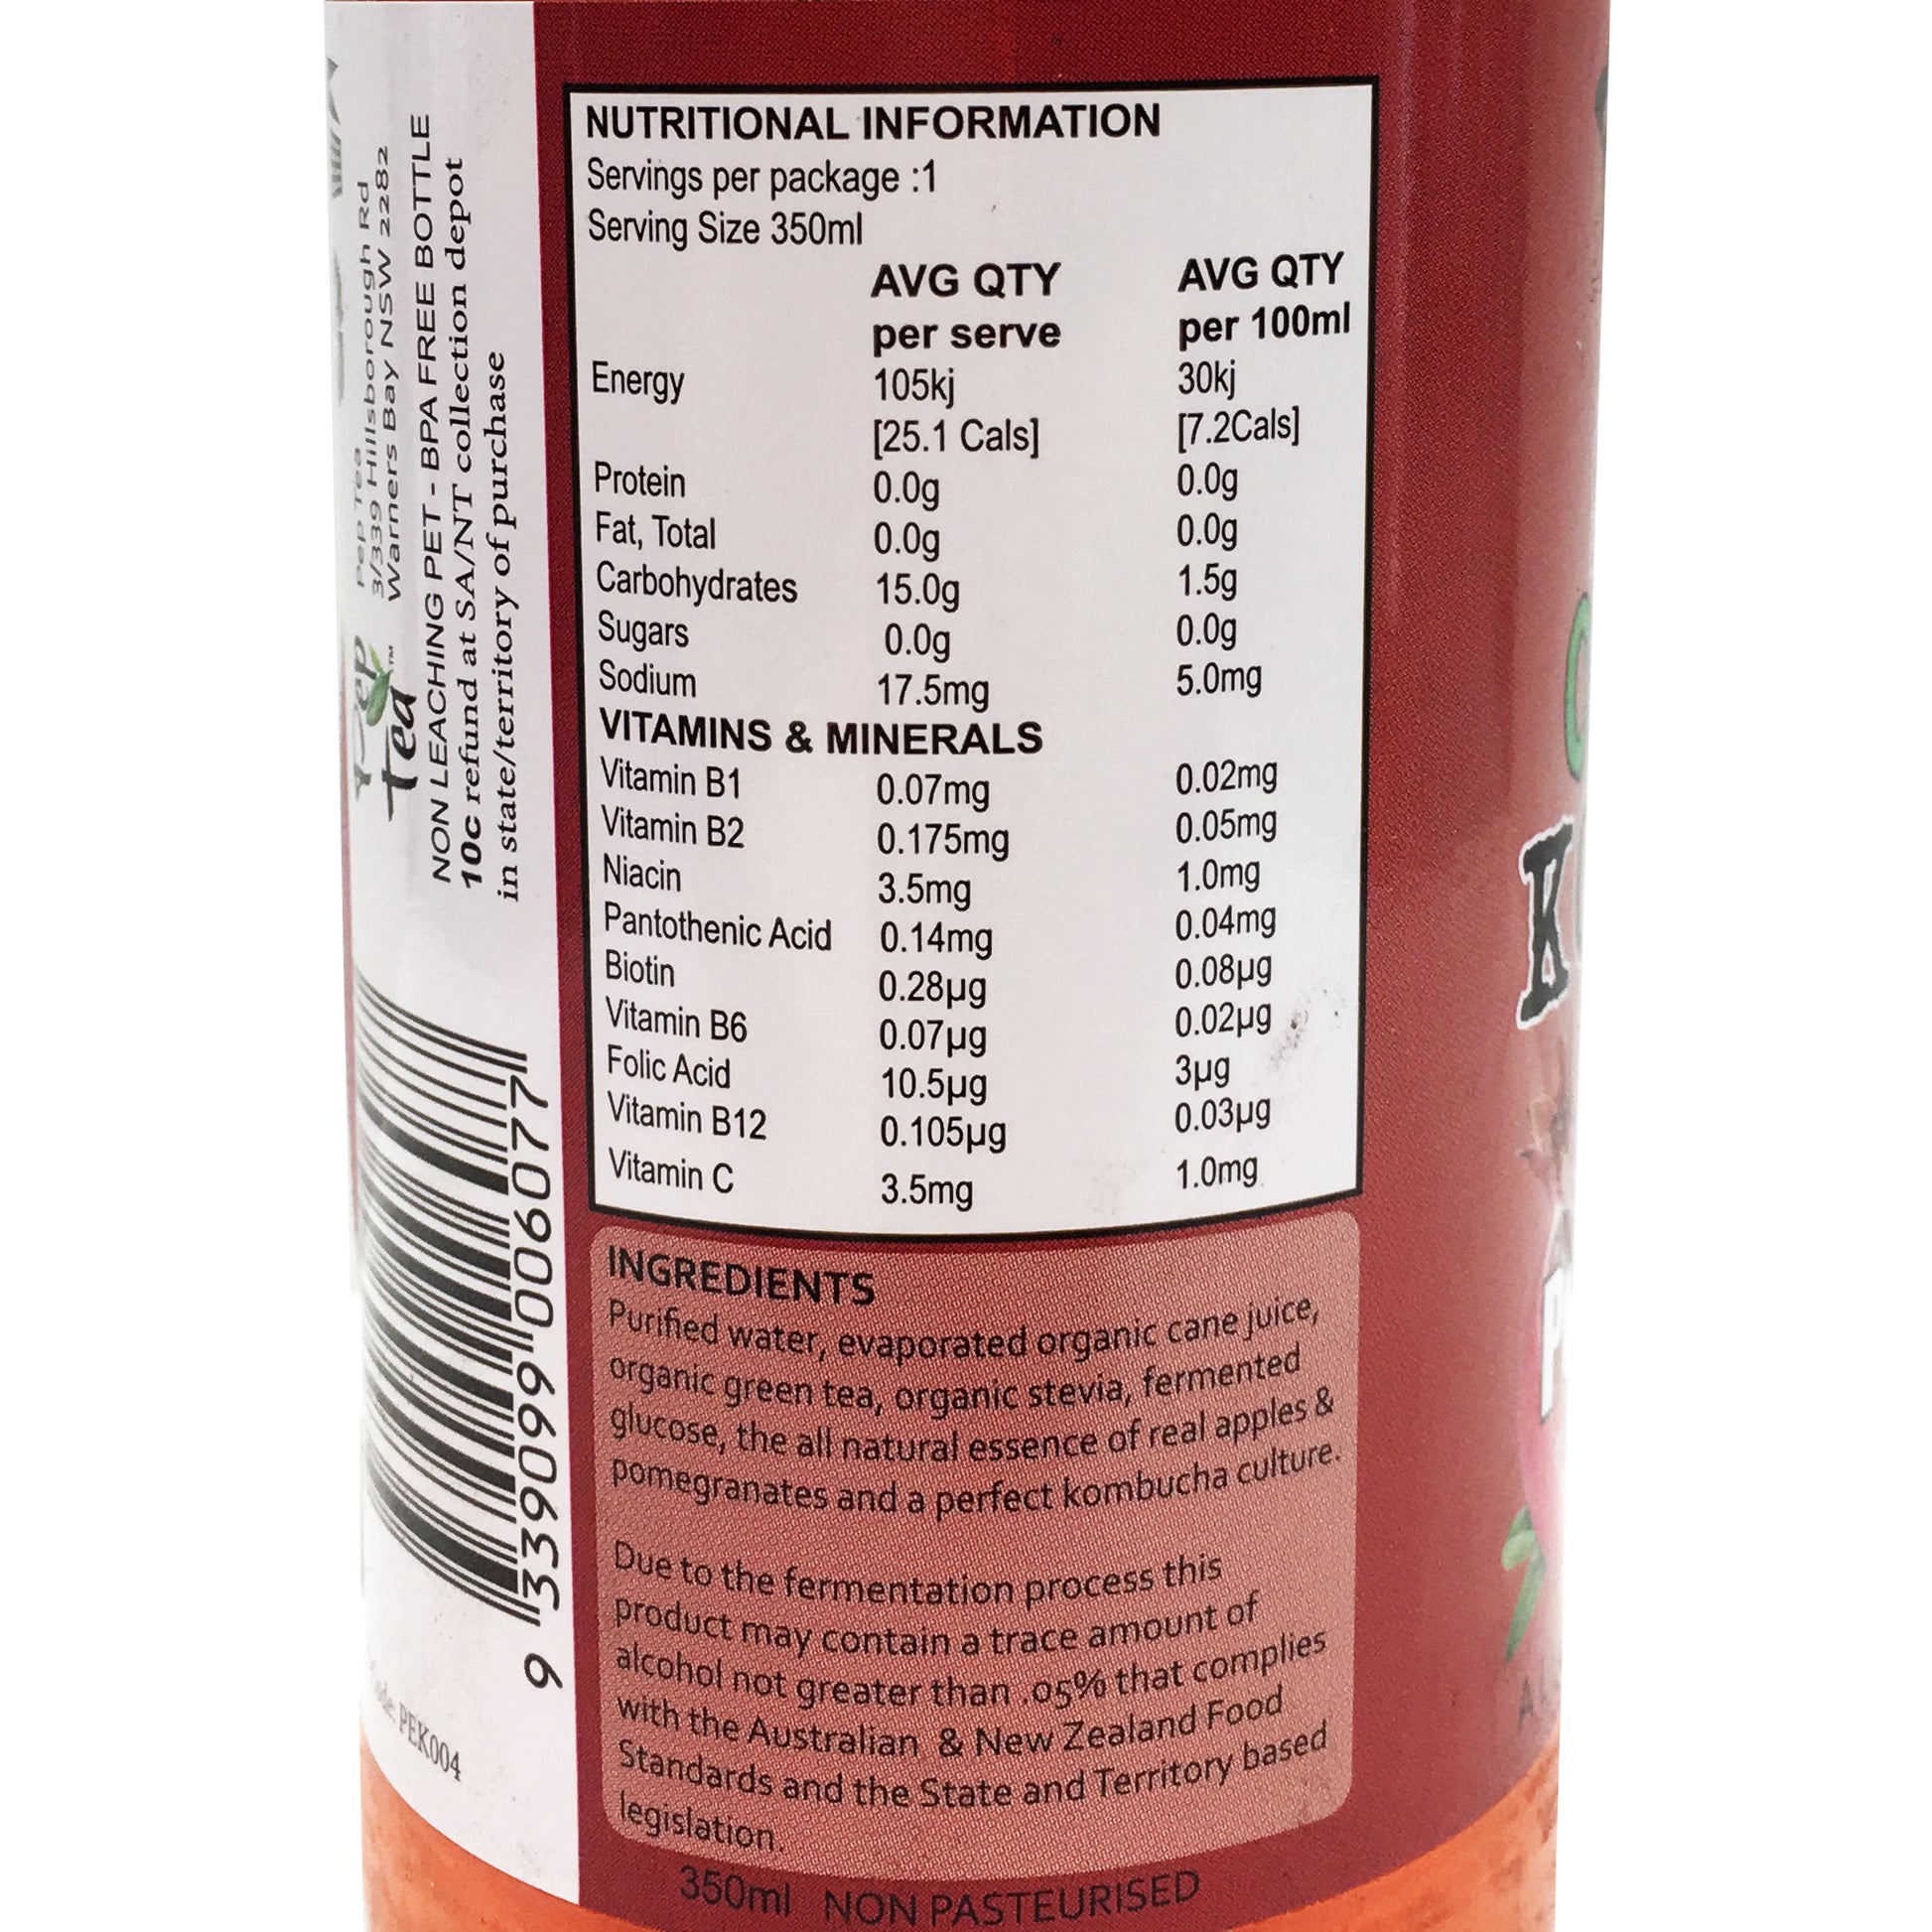 Pep Tea
3/339 Hillsborough Rd
Warners Bay NSW 2282
Pep
Tea™
NON LEACHING PET - BPA FREE BOTTLE
10c refund at SA/NT collection depot
in state/territory of purchase
9 339099 006077
PEK004
NUTRITIONAL INFORMATION
Servings per package :1
Serving Size 350ml
AVG QTY AVG QTY
per serve per 100ml
Energy 105kj 30kj
[25.1 Cals] [7.2Cals]
Protein 0.0g 0.0g
Fat, Total 0.0g 0.0g
Carbohydrates 15.0g 1.5g
Sugars 0.0g 0.0g
Sodium 17.5mg 5.0mg
VITAMINS & MINERALS
Vitamin B1 0.07mg 0.02mg
Vitamin B2 0.175mg 0.05mg
Niacin 3.5mg 1.0mg
Pantothenic Acid 0.14mg 0.04mg
Biotin 0.28µg 0.08µg
Vitamin B6 0.07µg 0.02µg
Folic Acid 10.5µg 3µg
Vitamin B12 0.105µg 0.03µg
Vitamin C 3.5mg 1.0mg
INGREDIENTS
Purified water, evaporated organic cane juice,
organic green tea, organic stevia, fermented
glucose, the all natural essence of real apples &
pomegranates and a perfect kombucha culture.
Due to the fermentation process this
product may contain a trace amount of
alcohol not greater than .05% that complies
with the Australian & New Zealand Food
Standards and the State and Territory based
legislation.
350ml NON PASTEURISED